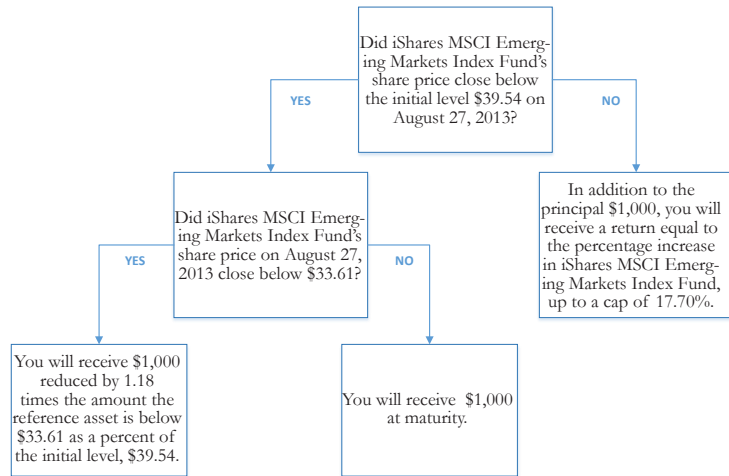 Did iShares MSCI Emerg-
ing Markets Index Fund's
share price close below
the initial level $39.54 on
August 27, 2013?
YES
NO
Did iShares MSCI Emerg-
ing Markets Index Fund's
share price on August 27,
2013 close below $33.61?
In addition to the
principal $1,000, you will
receive a return equal to
the percentage increase
in iShares MSCI Emerg-
ing Markets Index Fund,
up to a cap of 17.70%.
YES
NO
You will receive $1,000
reduced by 1.18
times the amount the
reference asset is below
$33.61 as a percent of
the initial level, $39.54.
You will receive $1,000
at maturity.